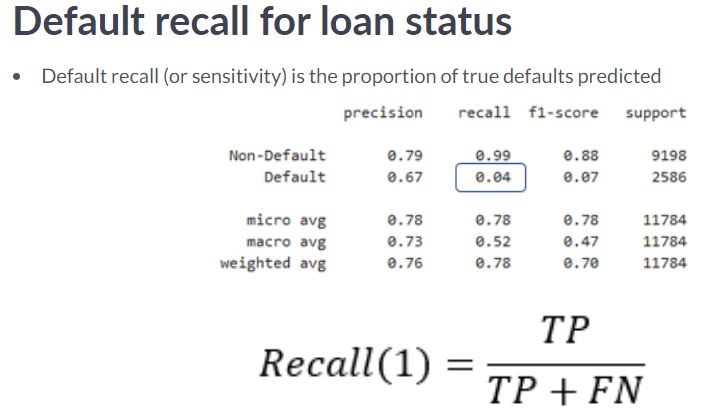 Default recall for loan status
• Default recall (or sensitivity) is the proportion of true defaults predicted
precision recall f1-score support
Non-Default 0.79 0.99 0.88 9198
Default 0.67 0.04 0.07 2586
micro avg 0.78 0.78 0.78 11784
macro avg 0.73 0.52 0.47 11784
weighted avg 0.76 0.78 0.70 11784
Recall(1) = TP / TP + FN